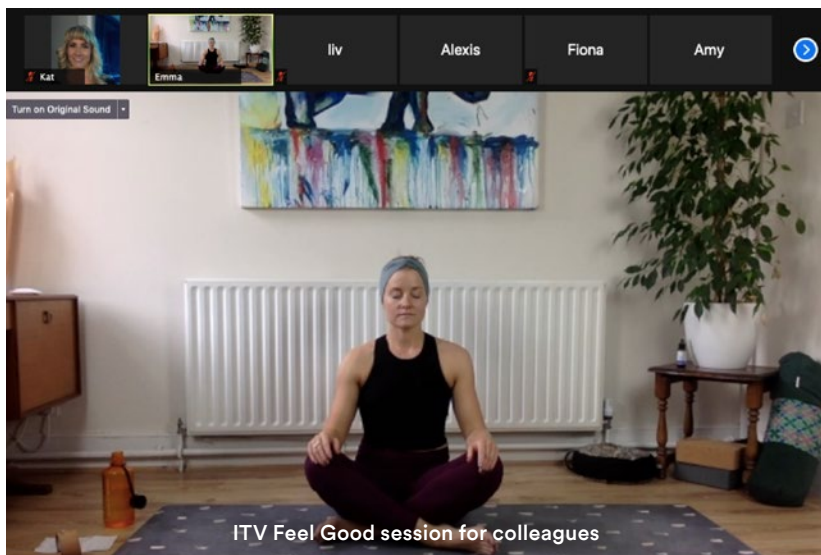 Kat
Emma
liv
Alexis
Fiona
Amy
Turn on Original Sound
ITV Feel Good session for colleagues